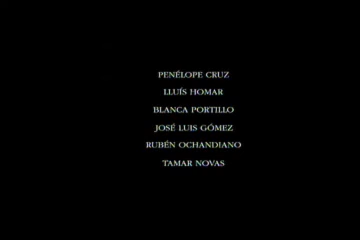 PENÉLOPE CRUZ
LLUÍS HOMAR
BLANCA PORTILLO
JOSÉ LUIS GÓMEZ
RUBÉN OCHANDIANO
TAMAR NOVAS